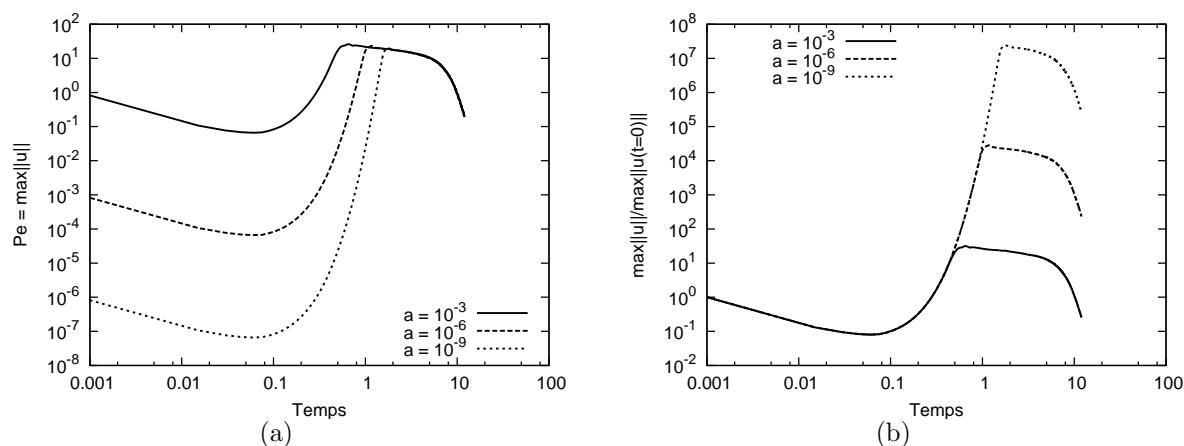 10^2
10^1
10^0
10^-1
10^-2
10^-3
10^-4
10^-5
10^-6
10^-7
10^-8
Pe = max||u||
a = 10^-3
a = 10^-6
a = 10^-9
0.001 0.01 0.1 1 10 100
Temps
(a)
10^8
10^7
10^6
10^5
10^4
10^3
10^2
10^1
10^0
10^-1
10^-2
max||u||/max||u(t=0)||
a = 10^-3
a = 10^-6
a = 10^-9
0.001 0.01 0.1 1 10 100
Temps
(b)